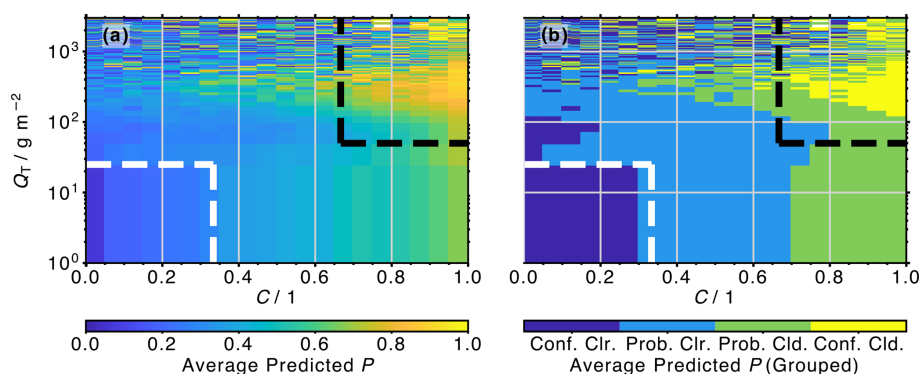 (a)
(b)
10³
10²
10¹
10⁰
Q_T / g m⁻²
0.0 0.2 0.4 0.6 0.8 1.0
0.0 0.2 0.4 0.6 0.8 1.0
C / 1
C / 1
0.0 0.2 0.4 0.6 0.8 1.0
Conf. Clr. Prob. Clr. Prob. Cld. Conf. Cld.
Average Predicted P
Average Predicted P (Grouped)